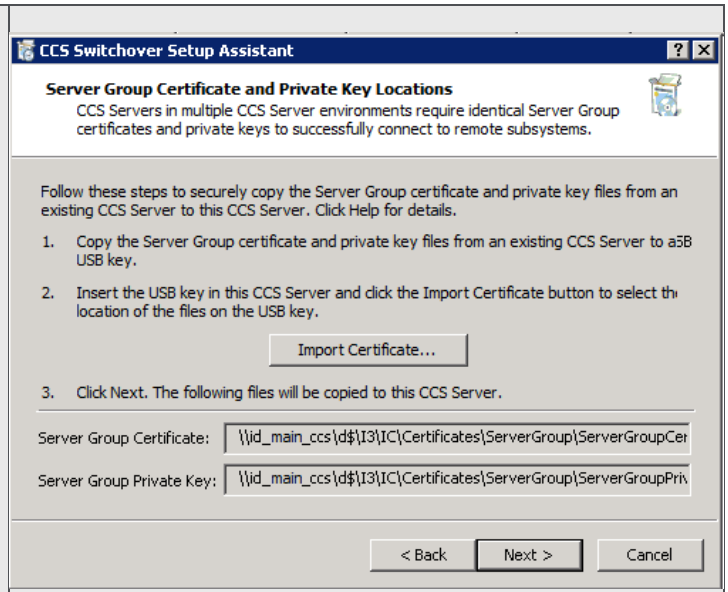 CCS Switchover Setup Assistant
Server Group Certificate and Private Key Locations
CCS Servers in multiple CCS Server environments require identical Server Group
certificates and private keys to successfully connect to remote subsystems.
Follow these steps to securely copy the Server Group certificate and private key files from an
existing CCS Server to this CCS Server. Click Help for details.
1. Copy the Server Group certificate and private key files from an existing CCS Server to a5B
USB key.
2. Insert the USB key in this CCS Server and click the Import Certificate button to select the
location of the files on the USB key.
Import Certificate...
3. Click Next. The following files will be copied to this CCS Server.
Server Group Certificate: \\id_main_ccs\d$\I3\IC\Certificates\ServerGroup\ServerGroupCer
Server Group Private Key: \\id_main_ccs\d$\I3\IC\Certificates\ServerGroup\ServerGroupPriv
< Back Next > Cancel